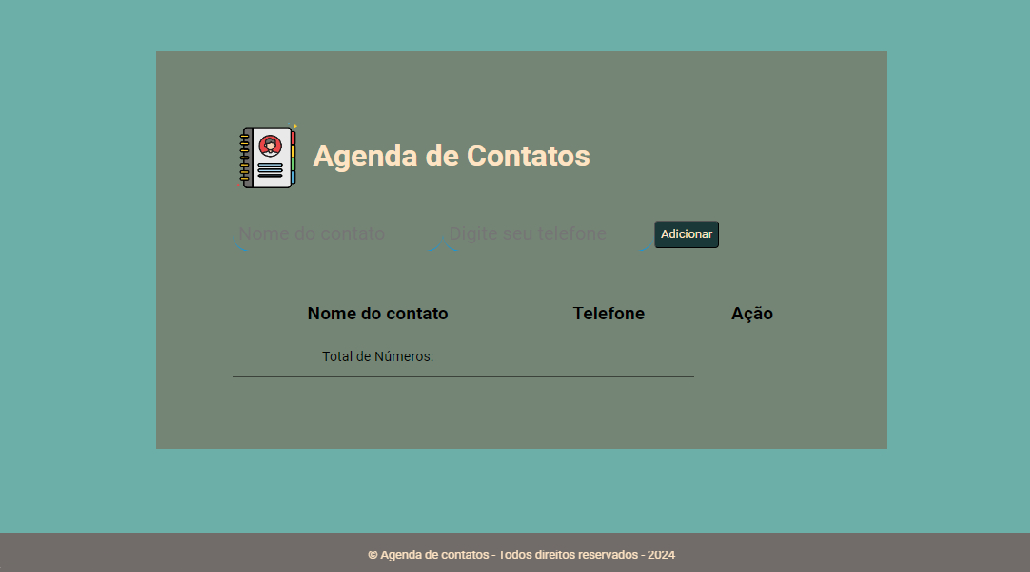 Agenda de Contatos
Nome do contato Digite seu telefone Adicionar
Nome do contato Telefone Ação
Total de Números:
© Agenda de contatos - Todos direitos reservados - 2024